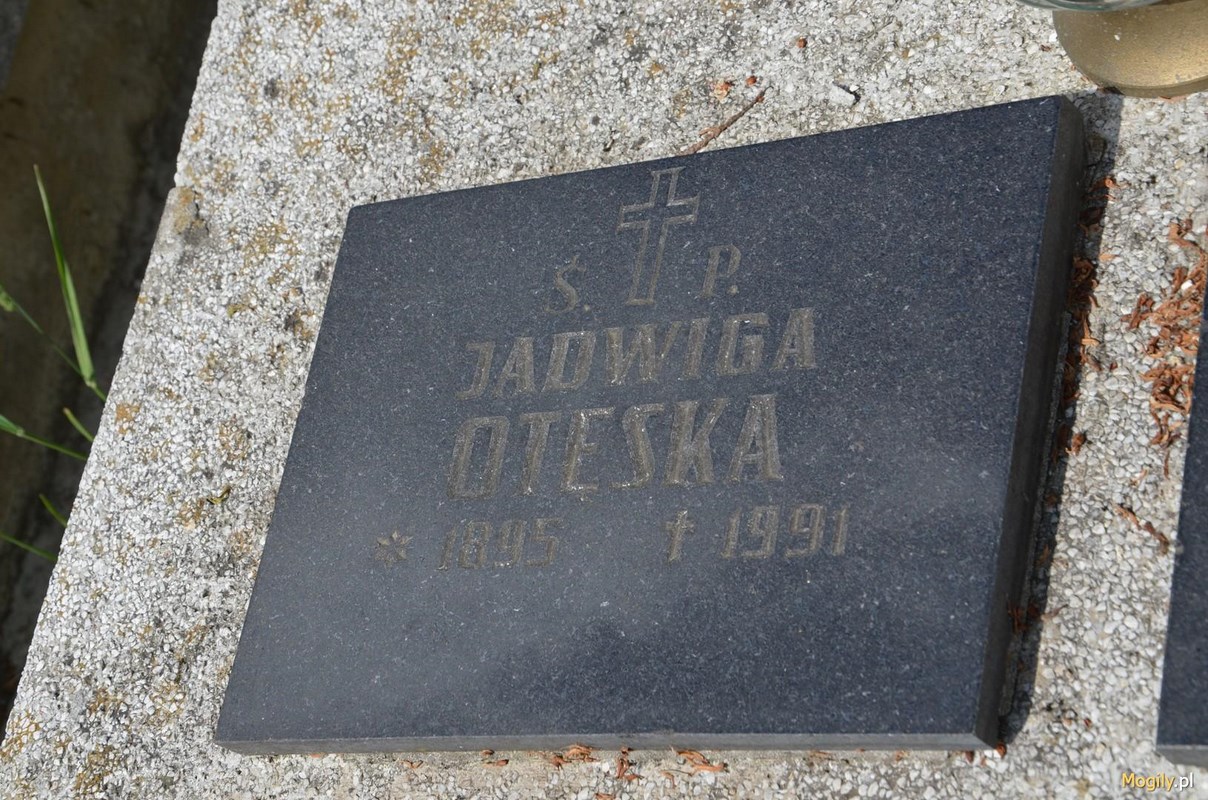 Ś. P.
JADWIGA
OTESKA
* 1895 † 1991
Mogily.pl